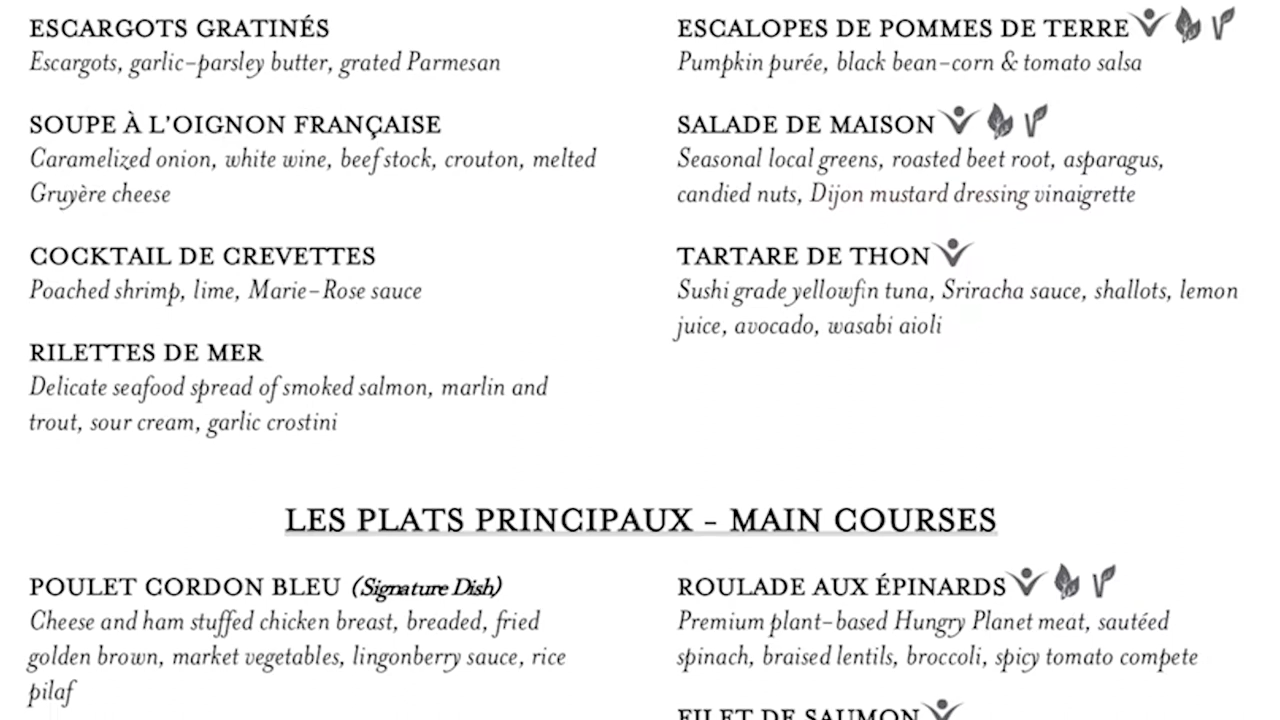 ESCARGOTS GRATINÉS
Escargots, garlic-parsley butter, grated Parmesan
SOUPE À L'OIGNON FRANÇAISE
Caramelized onion, white wine, beef stock, crouton, melted
Gruyère cheese
COCKTAIL DE CREVETTES
Poached shrimp, lime, Marie-Rose sauce
RILETTES DE MER
Delicate seafood spread of smoked salmon, marlin and
trout, sour cream, garlic crostini
ESCALOPES DE POMMES DE TERRE
Pumpkin purée, black bean-corn & tomato salsa
SALADE DE MAISON
Seasonal local greens, roasted beet root, asparagus,
candied nuts, Dijon mustard dressing vinaigrette
TARTARE DE THON
Sushi grade yellowfin tuna, Sriracha sauce, shallots, lemon
juice, avocado, wasabi aioli
LES PLATS PRINCIPAUX - MAIN COURSES
POULET CORDON BLEU (Signature Dish)
Cheese and ham stuffed chicken breast, breaded, fried
golden brown, market vegetables, lingonberry sauce, rice
pilaf
ROULADE AUX ÉPINARDS
Premium plant-based Hungry Planet meat, sautéed
spinach, braised lentils, broccoli, spicy tomato compete
FILET DE SAUMON